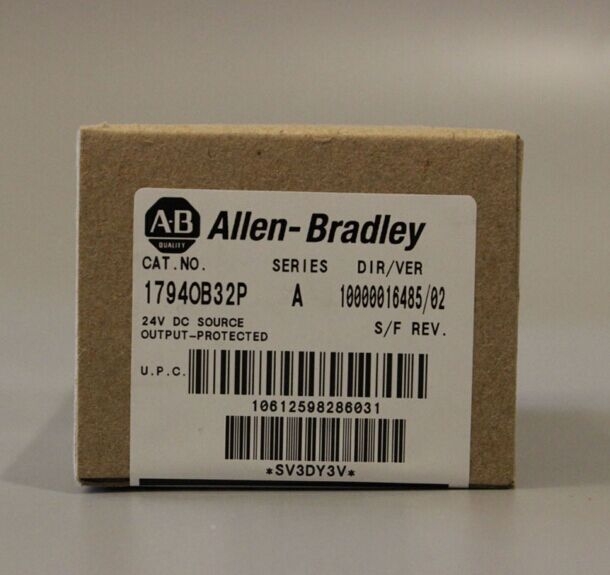 A-B
QUALITY
Allen-Bradley
CAT.NO. SERIES DIR/VER
1794OB32P A 10000016485/02
24V DC SOURCE S/F REV.
OUTPUT-PROTECTED
U.P.C.
10612598286031
*SV3DY3V*